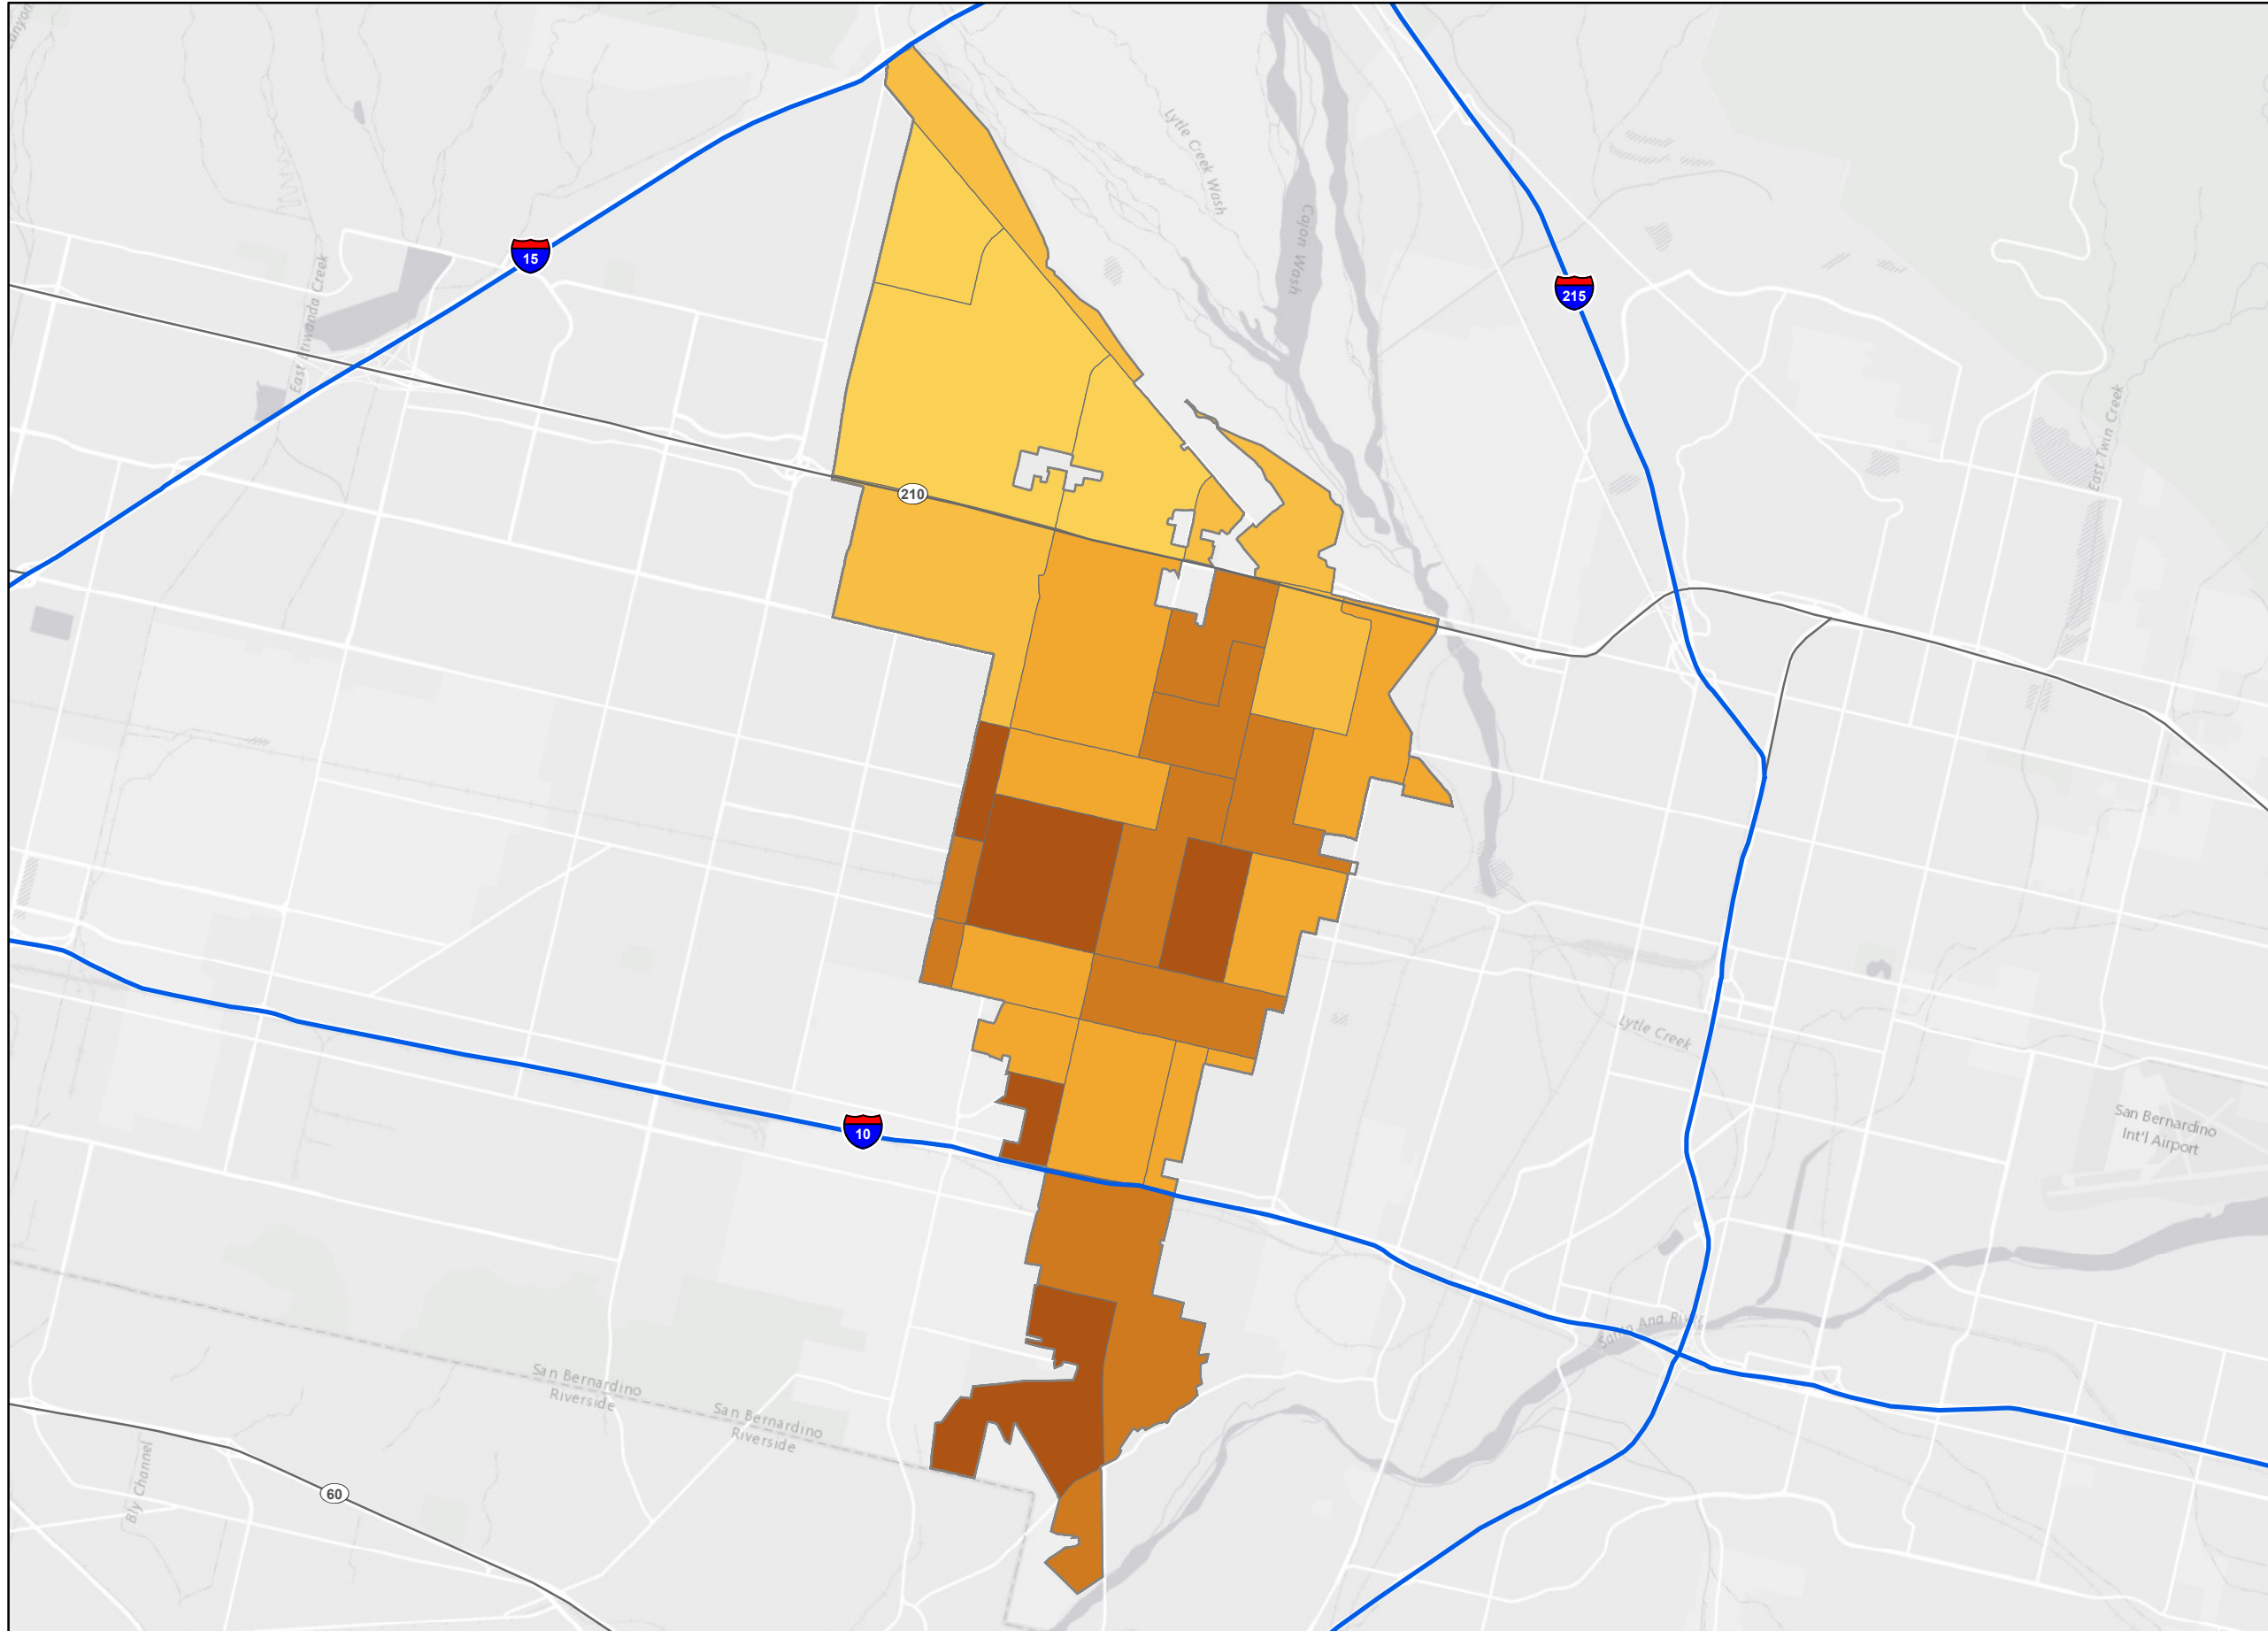 Canyon
Lytle Creek Wash
Cajon Wash
15
215
East Etiwanda Creek
East Twin Creek
210
Lytle Creek
San Bernardino
Int'l Airport
10
Santa Ana River
San Bernardino
Riverside
San Bernardino
Riverside
Bly Channel
60